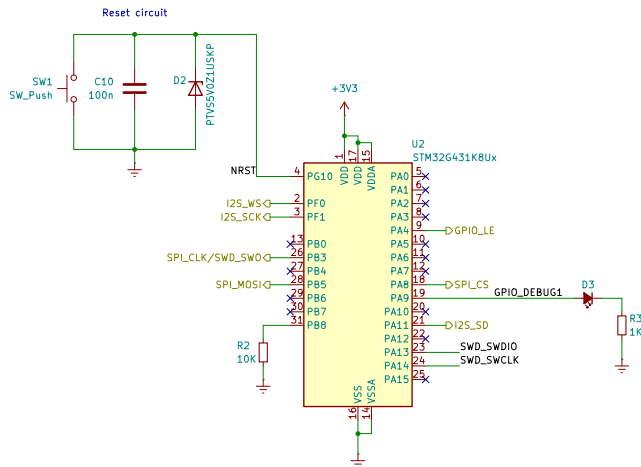 Reset circuit
SW1
SW_Push
C10
100n
D2
PTVS5V0Z1USKP
+3V3
U2
STM32G431K8Ux
NRST
1
17
15
VDD
VDD
VDDA
4 PG10
I2S_WS 2 PF0
I2S_SCK 3 PF1
13 PB0
SPI_CLK/SWD_SWO 26 PB3
27 PB4
SPI_MOSI 28 PB5
29 PB6
30 PB7
31 PB8
R2
10K
PA0 5
PA1 6
PA2 7
PA3 8
PA4 9 GPIO_LE
PA5 10
PA6 11
PA7 12
PA8 18 SPI_CS
PA9 19 GPIO_DEBUG1
PA10 20
PA11 21 I2S_SD
PA12 22
PA13 23 SWD_SWDIO
PA14 24 SWD_SWCLK
PA15 25
D3
R3
1K
VSS
VSSA
16
14